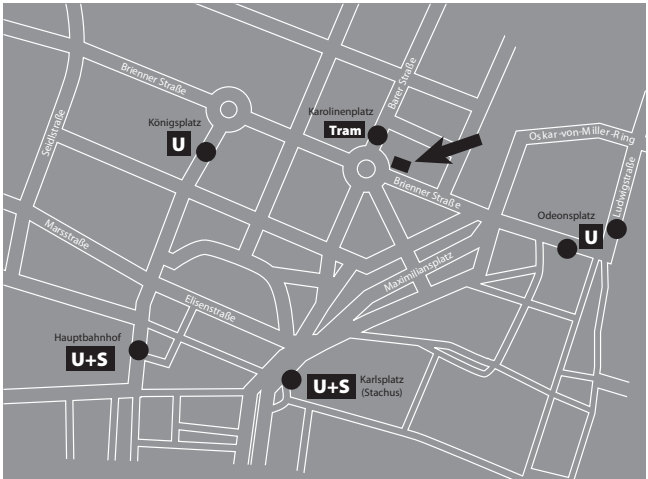 Brienner Straße
Barer Straße
Karolinenplatz
Tram
Königsplatz
U
Seidlstraße
Oskar-von-Miller-Ring
Ludwigstraße
Brienner Straße
Odeonsplatz
U
Marsstraße
Maximiliansplatz
Elisenstraße
Hauptbahnhof
U+S
U+S
Karlsplatz
(Stachus)